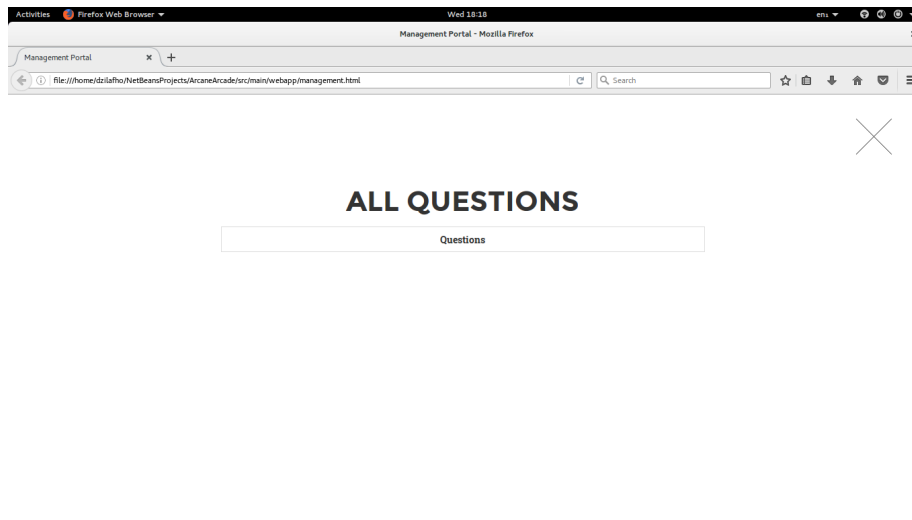 Activities Firefox Web Browser Wed 18:18 en₁
Management Portal - Mozilla Firefox
Management Portal
file:///home/dzilafho/NetBeansProjects/ArcaneArcade/src/main/webapp/management.html Search
ALL QUESTIONS
Questions